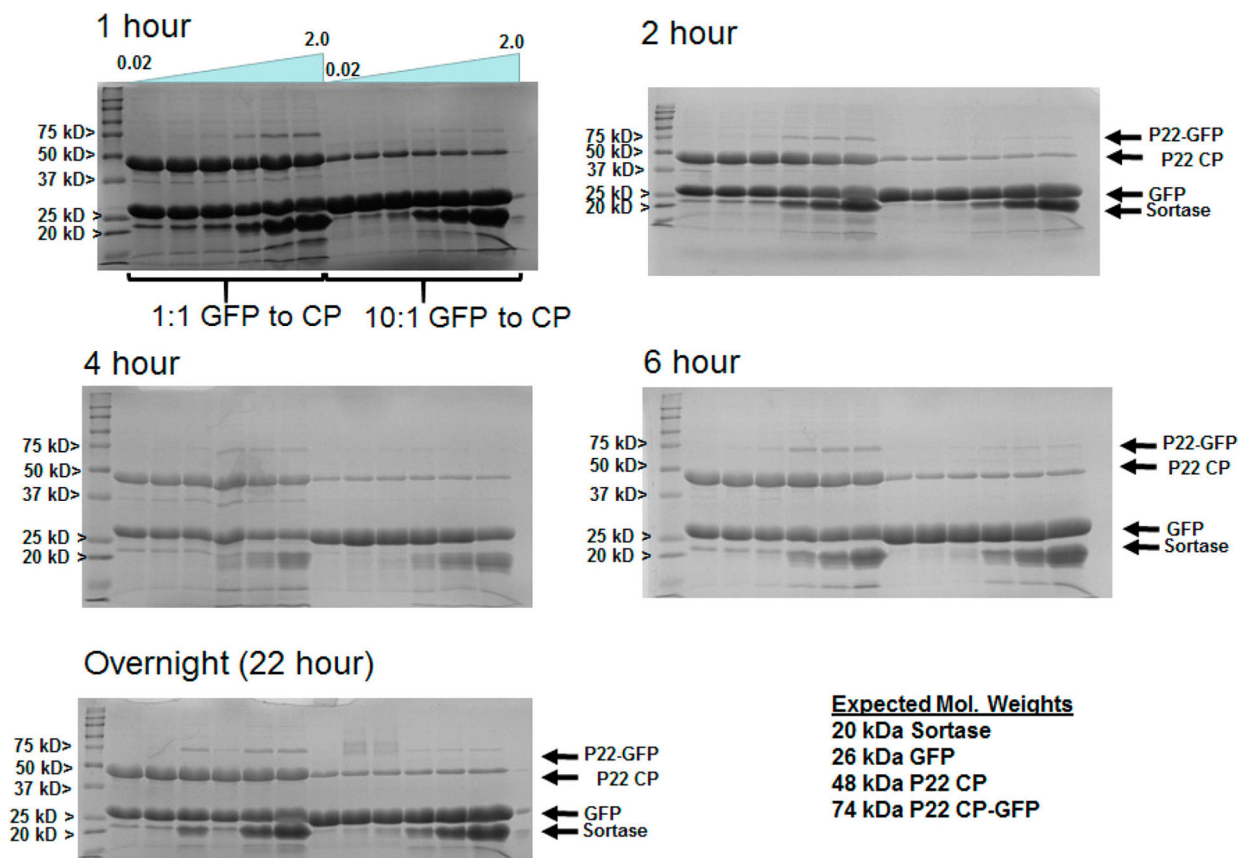 1 hour
2 hour
0.02
2.0
0.02
2.0
75 kD>
50 kD>
37 kD>
25 kD >
20 kD >
75 kD>
50 kD>
37 kD>
25 kD >
20 kD >
P22-GFP
P22 CP
GFP
Sortase
1:1 GFP to CP
10:1 GFP to CP
4 hour
6 hour
75 kD>
50 kD>
37 kD>
25 kD >
20 kD >
75 kD>
50 kD>
37 kD>
25 kD >
20 kD >
P22-GFP
P22 CP
GFP
Sortase
Overnight (22 hour)
75 kD>
50 kD>
37 kD>
25 kD >
20 kD >
P22-GFP
P22 CP
GFP
Sortase
Expected Mol. Weights
20 kDa Sortase
26 kDa GFP
48 kDa P22 CP
74 kDa P22 CP-GFP